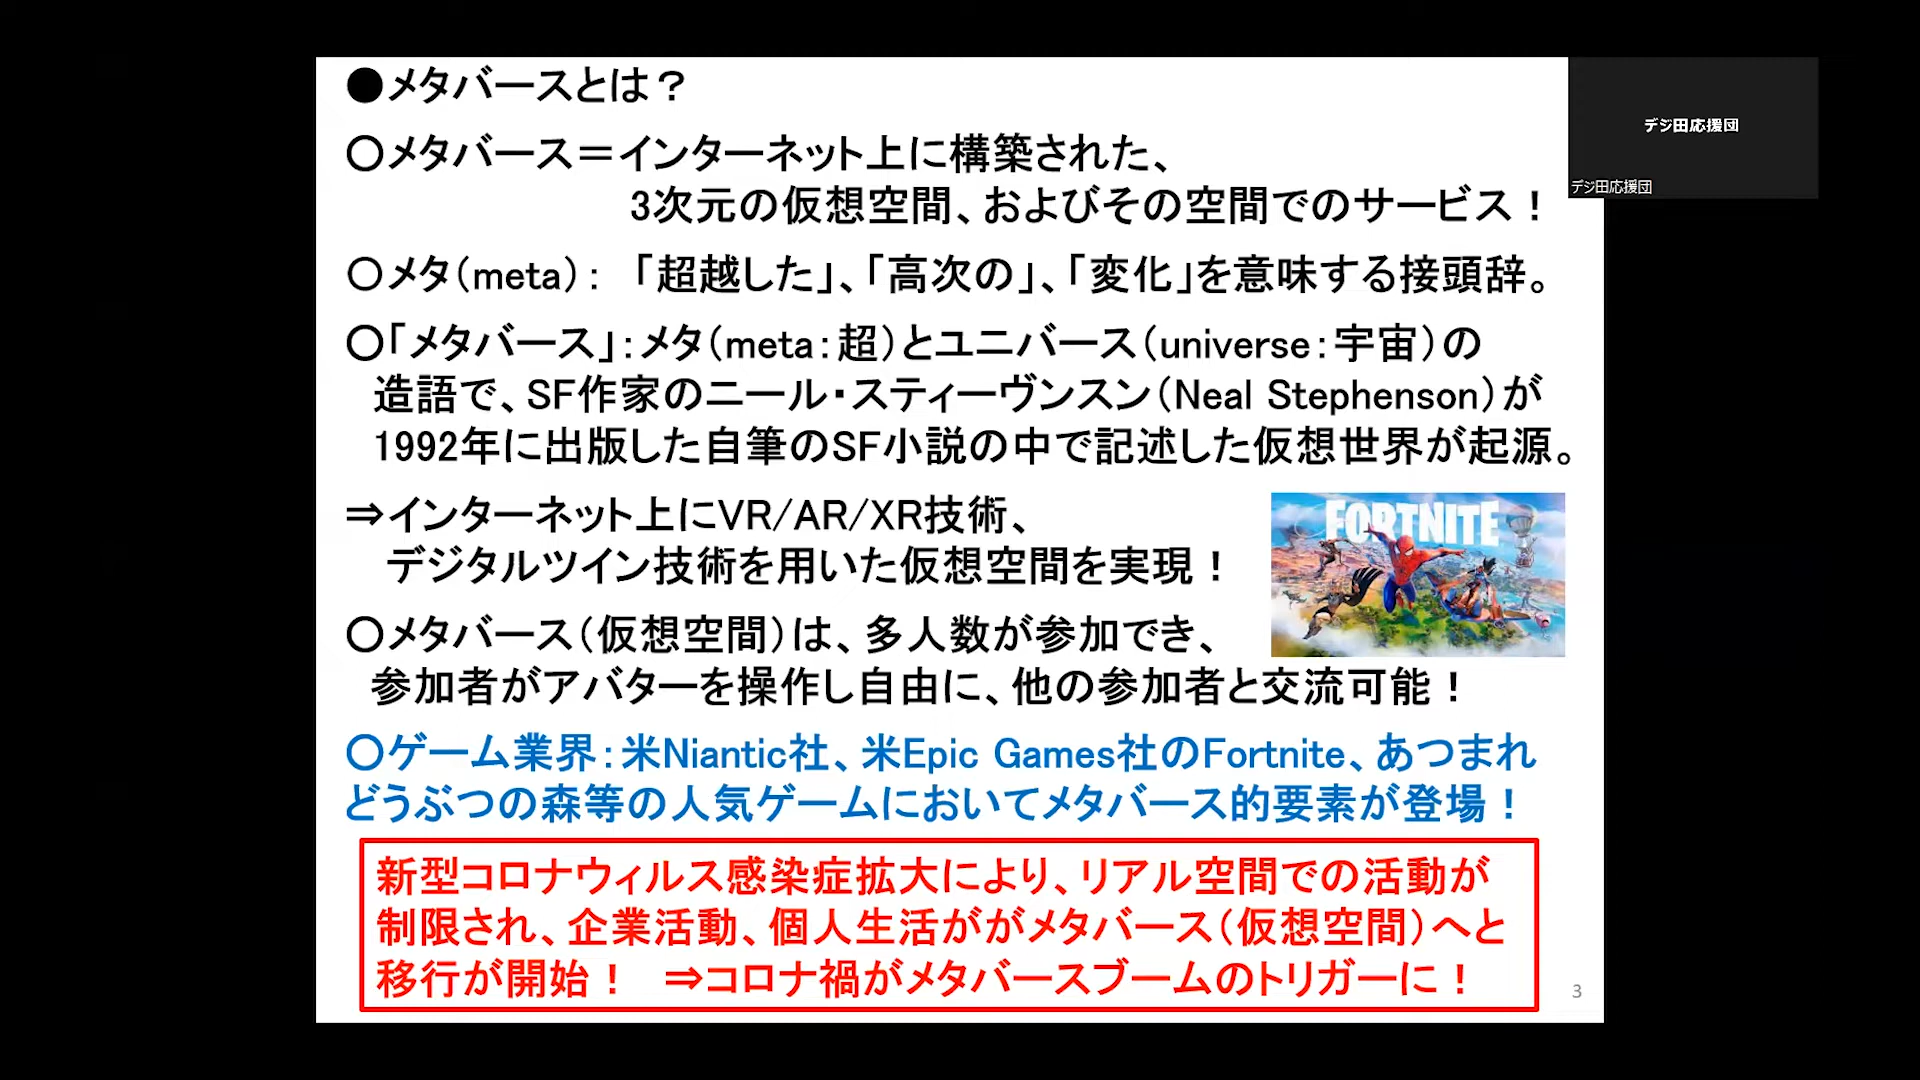 ●メタバースとは？
〇メタバース＝インターネット上に構築された、
3次元の仮想空間、およびその空間でのサービス！
〇メタ（meta）：　「超越した」、「高次の」、「変化」を意味する接頭辞。
〇「メタバース」：メタ（meta：超）とユニバース（universe：宇宙）の
造語で、SF作家のニール・スティーヴンスン（Neal Stephenson）が
1992年に出版した自筆のSF小説の中で記述した仮想世界が起源。
⇒インターネット上にVR/AR/XR技術、
デジタルツイン技術を用いた仮想空間を実現！
FORTNITE
〇メタバース（仮想空間）は、多人数が参加でき、
参加者がアバターを操作し自由に、他の参加者と交流可能！
〇ゲーム業界：米Niantic社、米Epic Games社のFortnite、あつまれ
どうぶつの森等の人気ゲームにおいてメタバース的要素が登場！
新型コロナウィルス感染症拡大により、リアル空間での活動が
制限され、企業活動、個人生活ががメタバース（仮想空間）へと
移行が開始！　⇒コロナ禍がメタバースブームのトリガーに！
3
デジ田応援団
デジ田応援団